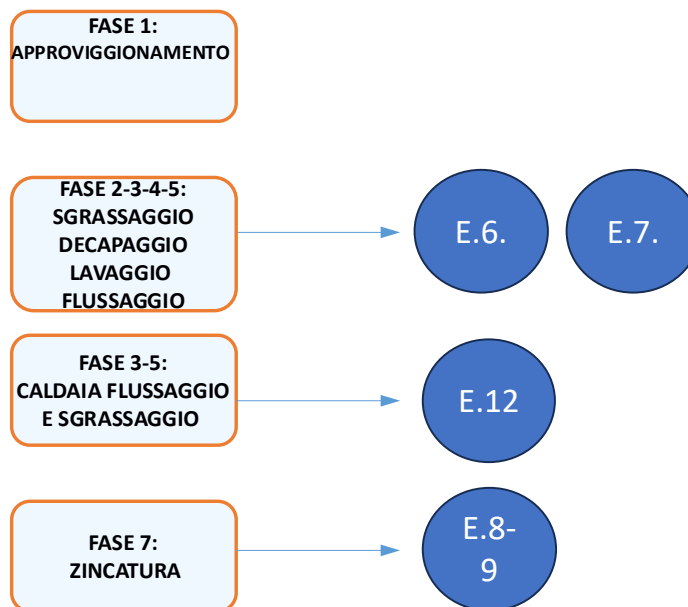 FASE 1:
APPROVIGGIONAMENTO
FASE 2-3-4-5:
SGRASSAGGIO
DECAPAGGIO
LAVAGGIO
FLUSSAGGIO
E.6.
E.7.
FASE 3-5:
CALDAIA FLUSSAGGIO
E SGRASSAGGIO
E.12
FASE 7:
ZINCATURA
E.8-
9